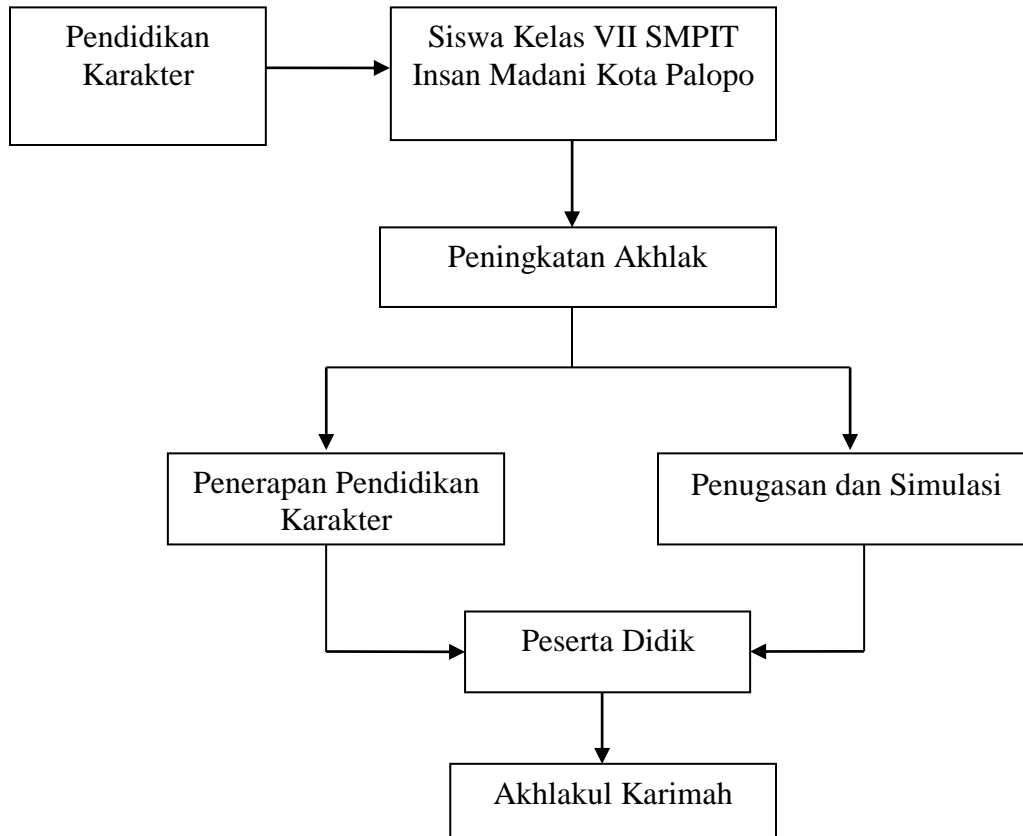 Pendidikan
Karakter
Siswa Kelas VII SMPIT
Insan Madani Kota Palopo
Peningkatan Akhlak
Penerapan Pendidikan
Karakter
Penugasan dan Simulasi
Peserta Didik
Akhlakul Karimah